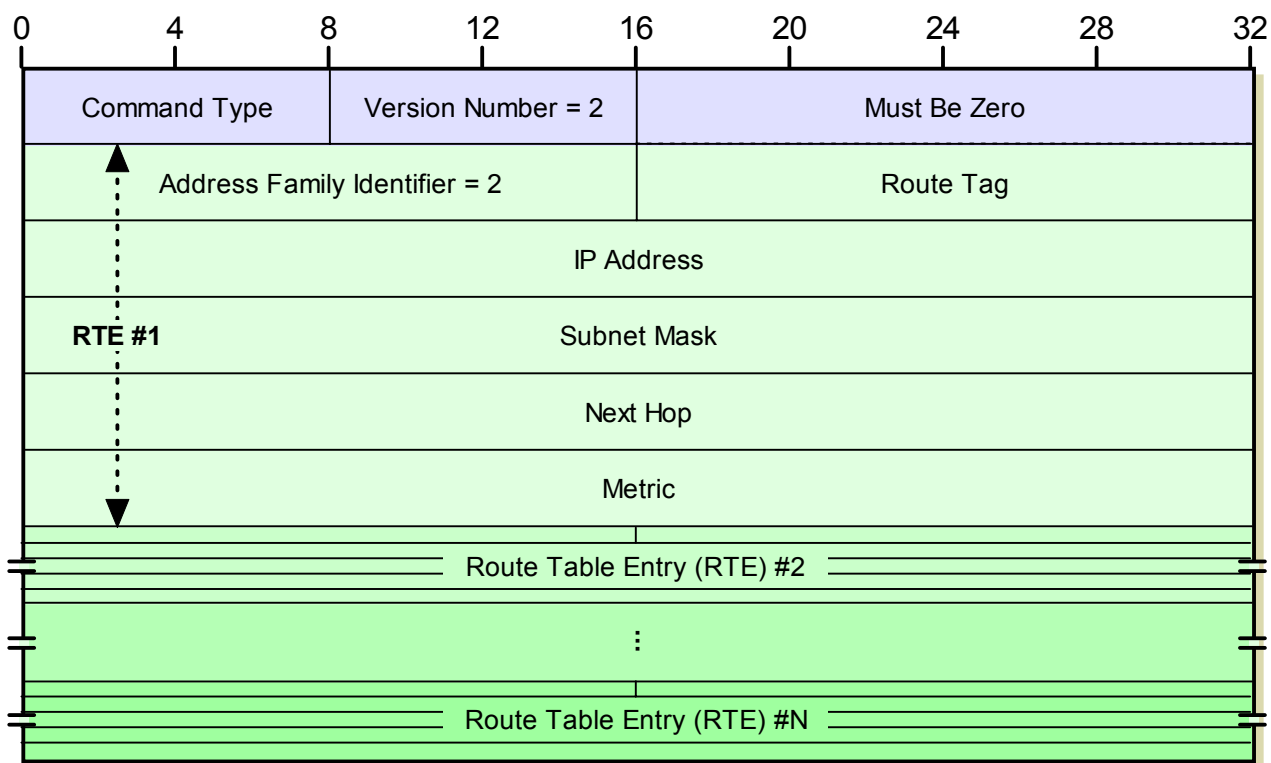 0 4 8 12 16 20 24 28 32
Command Type Version Number = 2 Must Be Zero
Address Family Identifier = 2 Route Tag
IP Address
RTE #1 Subnet Mask
Next Hop
Metric
Route Table Entry (RTE) #2
...
Route Table Entry (RTE) #N